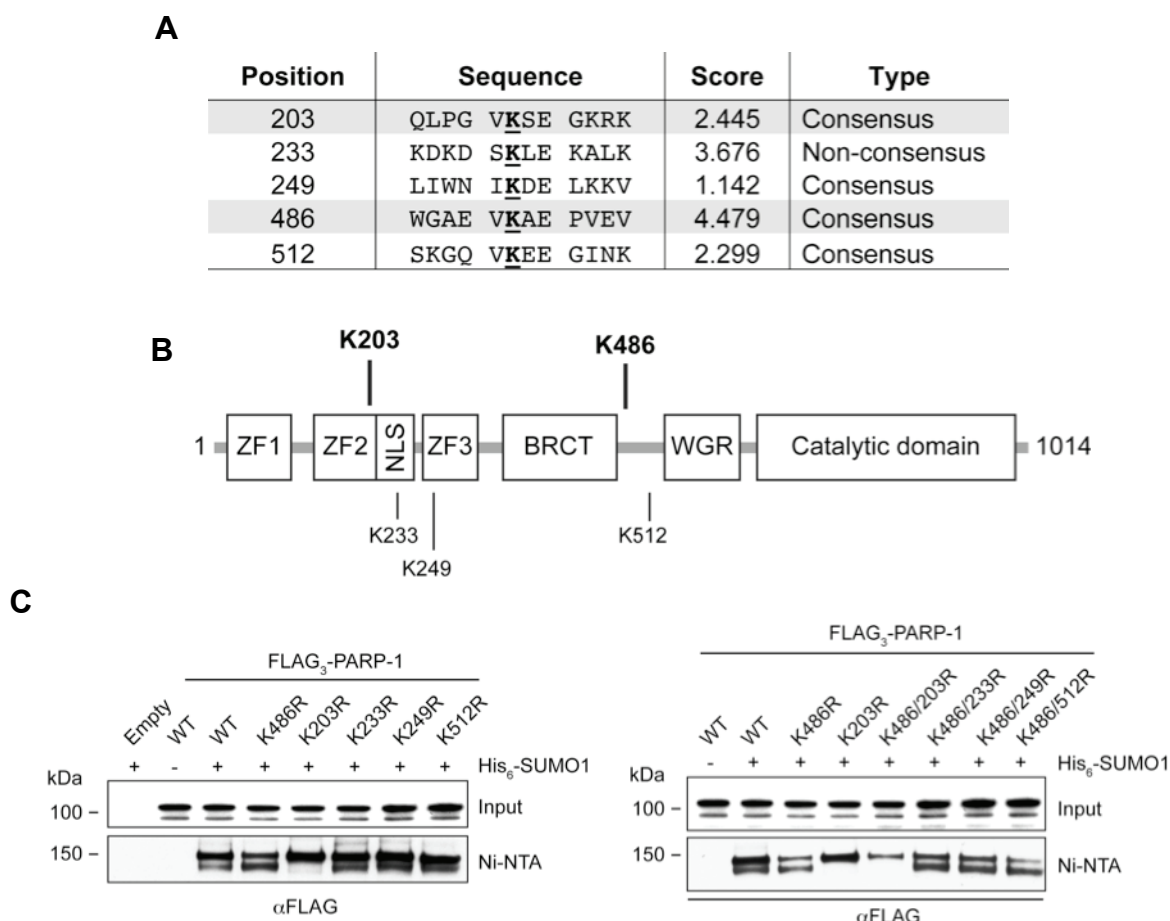 A
Position Sequence Score Type
203 QLPG VKSE GKRK 2.445 Consensus
233 KDKD SKLE KALK 3.676 Non-consensus
249 LIWN IKDE LKKV 1.142 Consensus
486 WGAE VKAE PVEV 4.479 Consensus
512 SKGQ VKEE GINK 2.299 Consensus
B
K203 K486
1 ZF1 ZF2 NLS ZF3 BRCT WGR Catalytic domain 1014
K233 K512
K249
C
FLAG3-PARP-1
Empty WT WT K486R K203R K233R K249R K512R
+ - + + + + + + His6-SUMO1
kDa
100 – Input
150 – Ni-NTA
αFLAG
FLAG3-PARP-1
WT WT K486R K203R K486/203R K486/233R K486/249R K486/512R
- + + + + + + + His6-SUMO1
kDa
100 – Input
150 – Ni-NTA
αFLAG